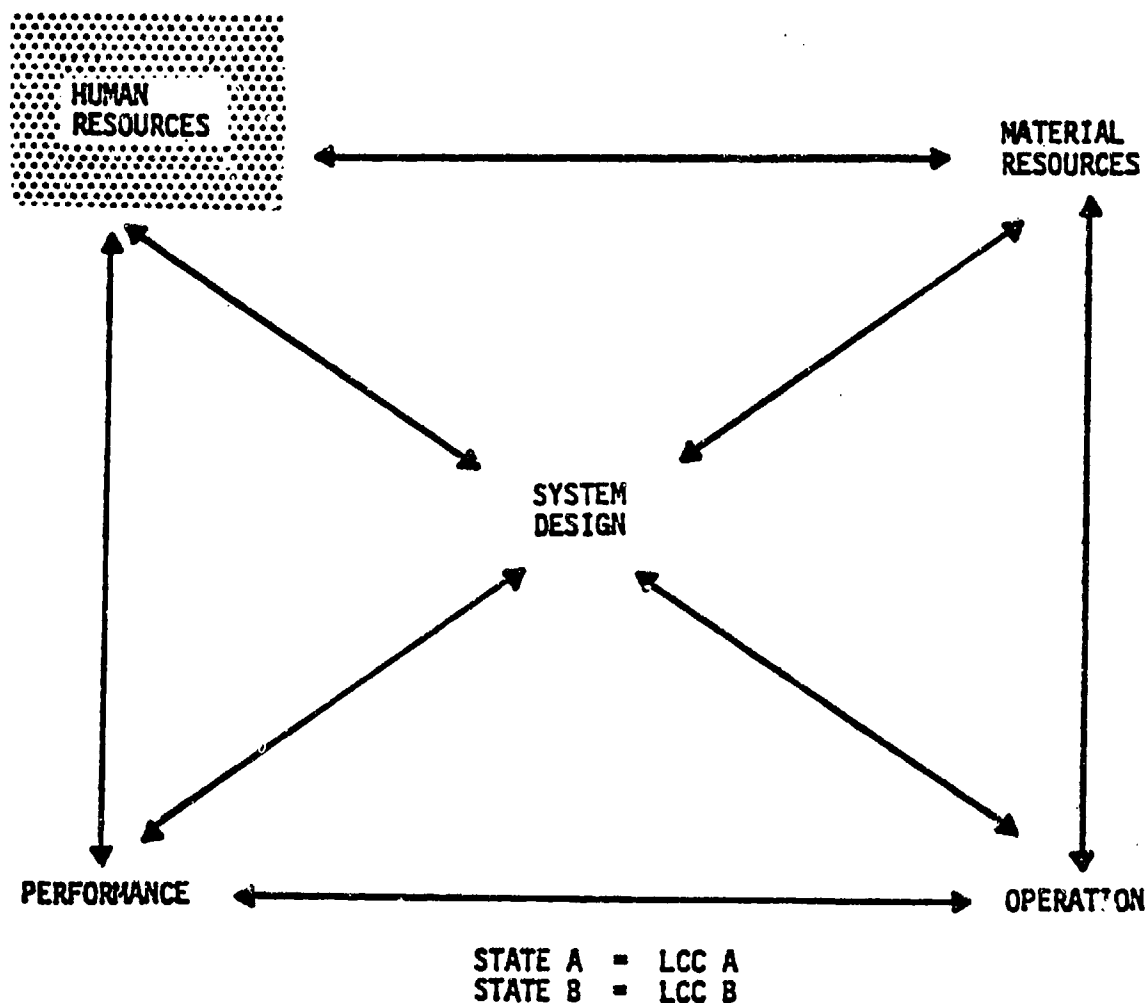 HUMAN
RESOURCES
MATERIAL
RESOURCES
SYSTEM
DESIGN
PERFORMANCE
OPERATION
STATE A = LCC A
STATE B = LCC B